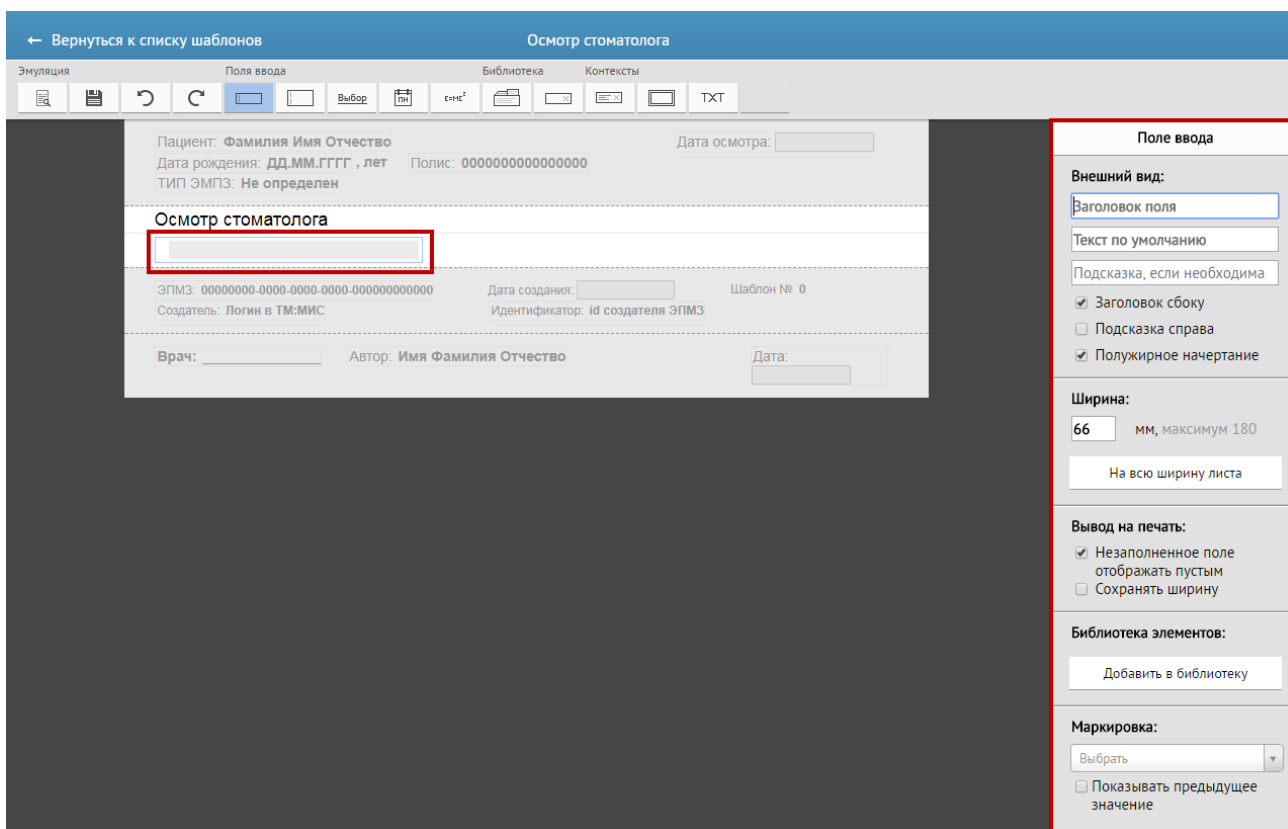 ← Вернуться к списку шаблонов
Осмотр стоматолога
Эмуляция
Поля ввода
Библиотека
Контексты
Выбор
ПН
E=MC²
TXT
Пациент: Фамилия Имя Отчество
Дата осмотра:
Дата рождения: ДД.ММ.ГГГГ , лет Полис: 0000000000000000
ТИП ЭМПЗ: Не определен
Осмотр стоматолога
ЭПМЗ: 00000000-0000-0000-0000-000000000000
Дата создания:
Шаблон № 0
Создатель: Логин в ТМ:МИС
Идентификатор: id создателя ЭПМЗ
Врач:
Автор: Имя Фамилия Отчество
Дата:
Поле ввода
Внешний вид:
Заголовок поля
Текст по умолчанию
Подсказка, если необходима
Заголовок сбоку
Подсказка справа
Полужирное начертание
Ширина:
66 мм, максимум 180
На всю ширину листа
Вывод на печать:
Незаполненное поле
отображать пустым
Сохранять ширину
Библиотека элементов:
Добавить в библиотеку
Маркировка:
Выбрать
Показывать предыдущее
значение